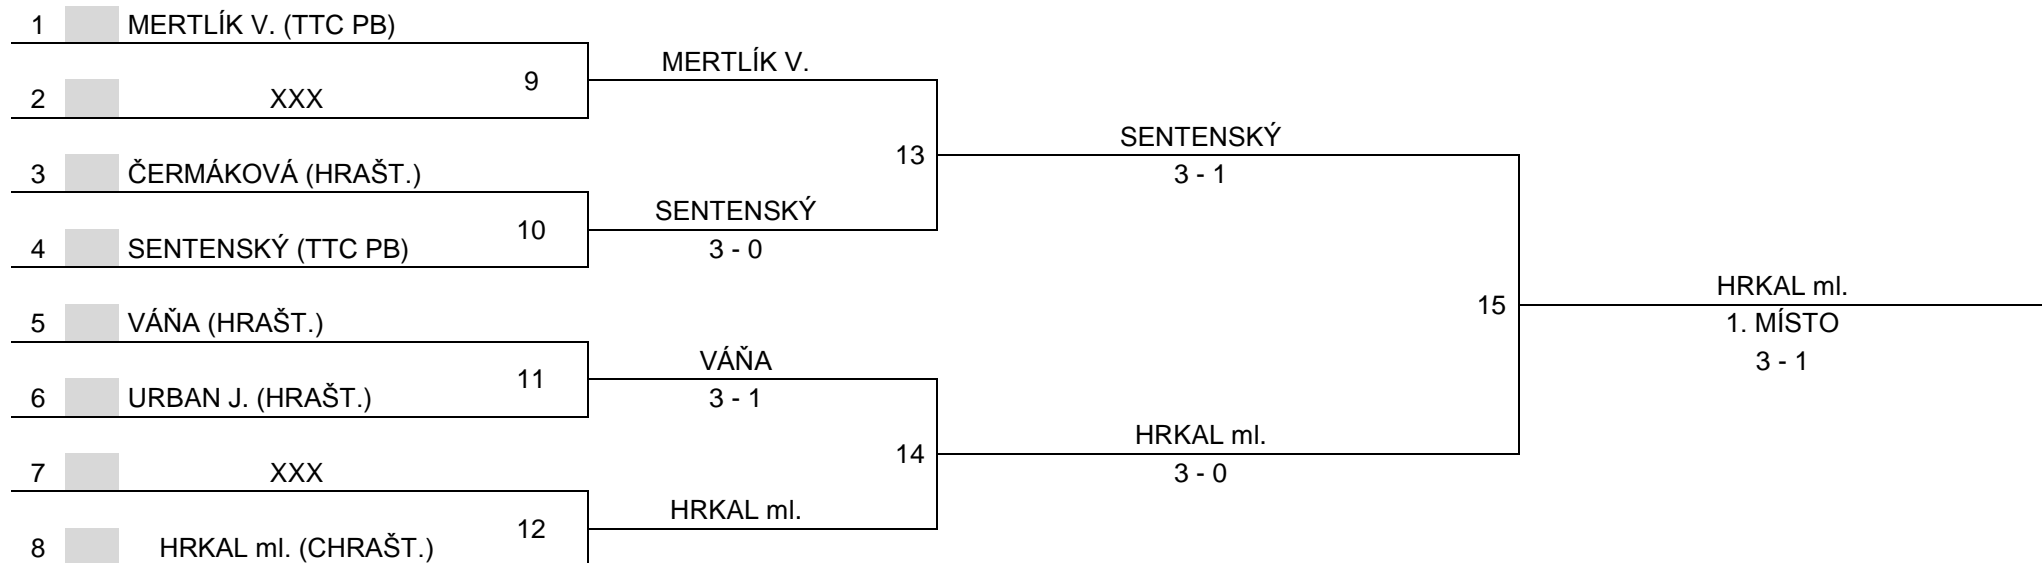 1 MERTLÍK V. (TTC PB)
MERTLÍK V.
9
2 XXX
SENTENSKÝ
13
3 ČERMÁKOVÁ (HRAŠT.)
3 - 1
SENTENSKÝ
10
4 SENTENSKÝ (TTC PB)
3 - 0
HRKAL ml.
15
5 VÁŇA (HRAŠT.)
1. MÍSTO
VÁŇA
3 - 1
11
6 URBAN J. (HRAŠT.)
3 - 1
HRKAL ml.
14
7 XXX
3 - 0
HRKAL ml.
12
8 HRKAL ml. (CHRAŠT.)